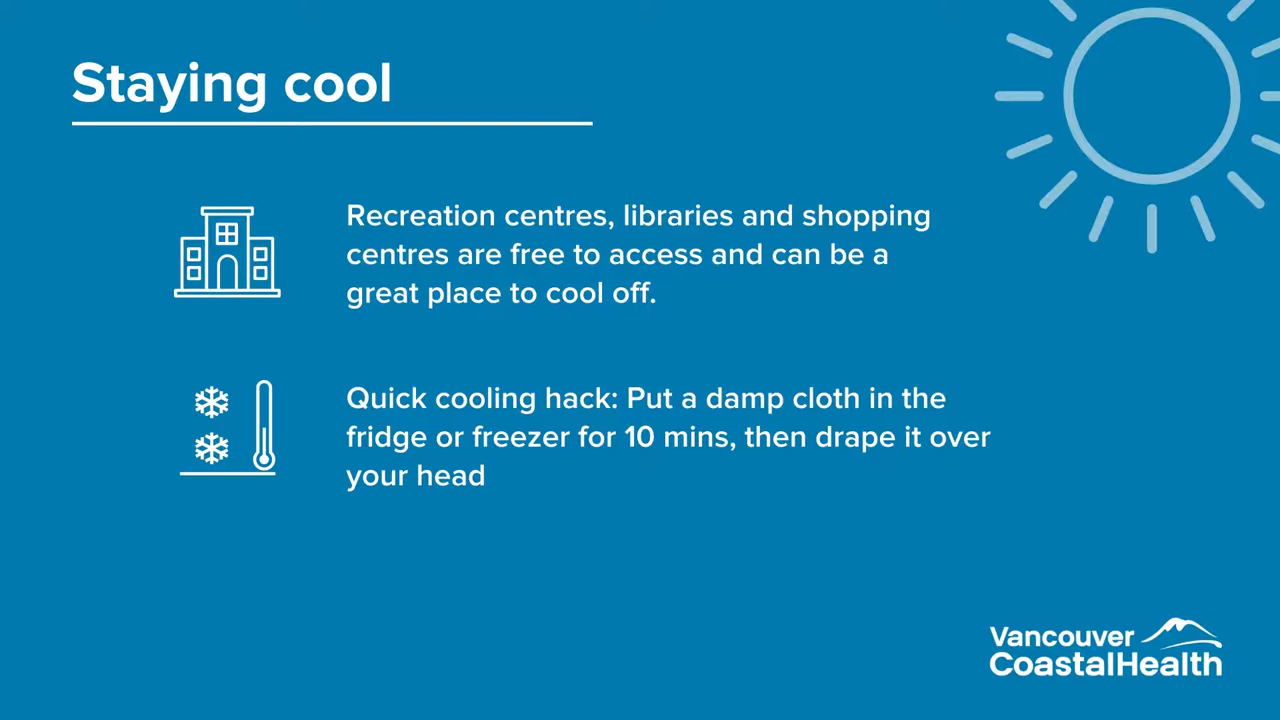 Staying cool
Recreation centres, libraries and shopping
centres are free to access and can be a
great place to cool off.
Quick cooling hack: Put a damp cloth in the
fridge or freezer for 10 mins, then drape it over
your head
Vancouver
CoastalHealth